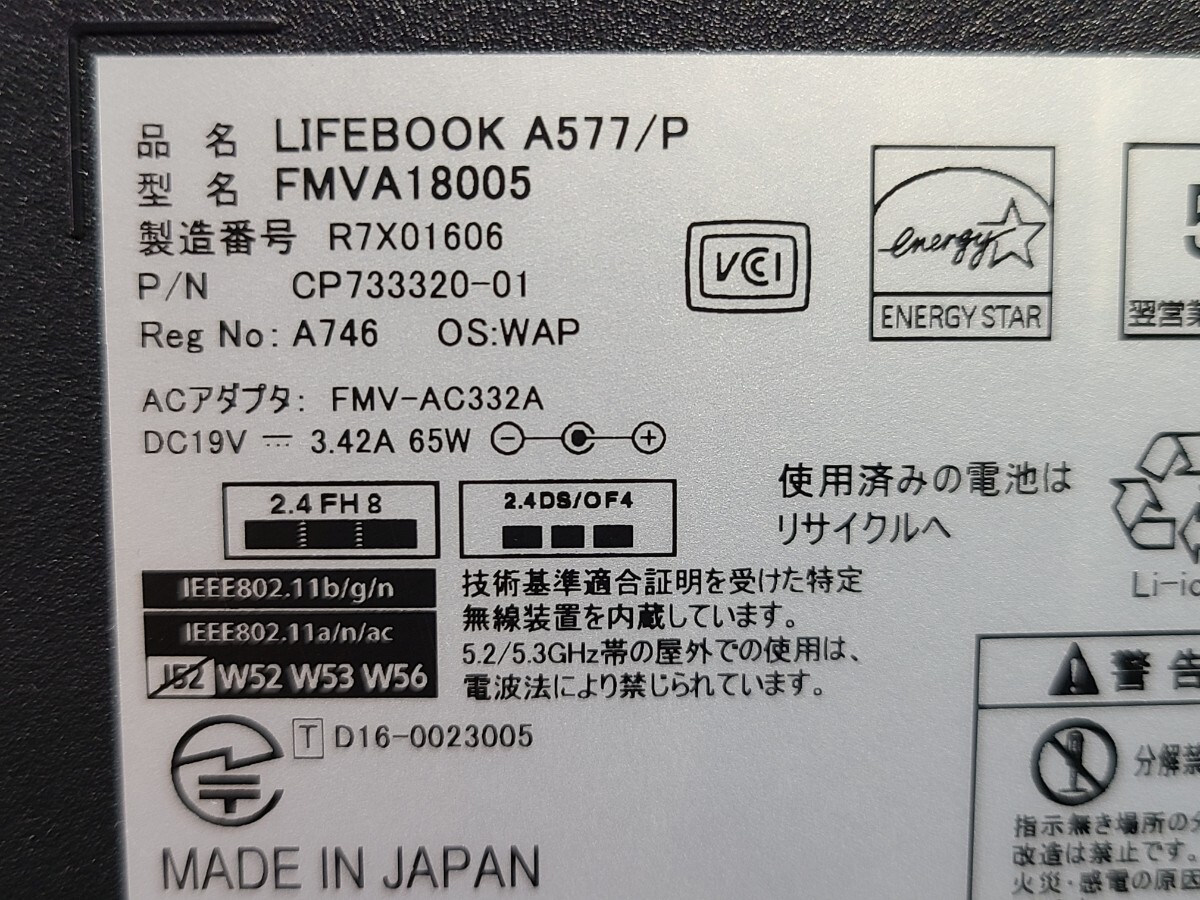 品名 LIFEBOOK A577/P
型名 FMVA18005
製造番号 R7X01606
P/N CP733320-01
Reg No: A746 OS:WAP
VCCI
energy
ENERGY STAR
5
翌営業
ACアダプタ: FMV-AC332A
DC19V ⎓ 3.42A 65W
2.4FH8
2.4DS/OF4
使用済みの電池は
リサイクルへ
IEEE802.11b/g/n
IEEE802.11a/n/ac
J52 W52 W53 W56
技術基準適合証明を受けた特定
無線装置を内蔵しています。
5.2/5.3GHz帯の屋外での使用は、
電波法により禁じられています。
Li-io
T D16-0023005
MADE IN JAPAN
警告
分解禁
指示無き場所の分
改造は禁止です。
火災・感電の原因